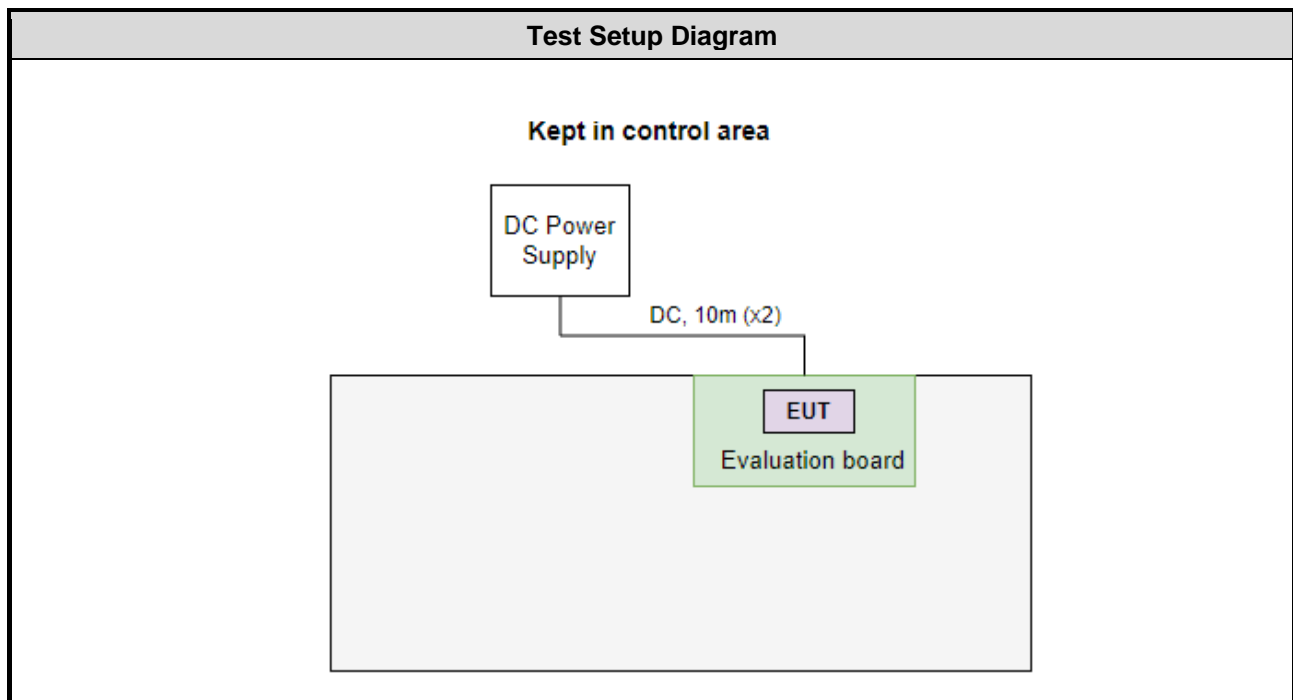 Test Setup Diagram
Kept in control area
DC Power
Supply
DC, 10m (x2)
EUT
Evaluation board